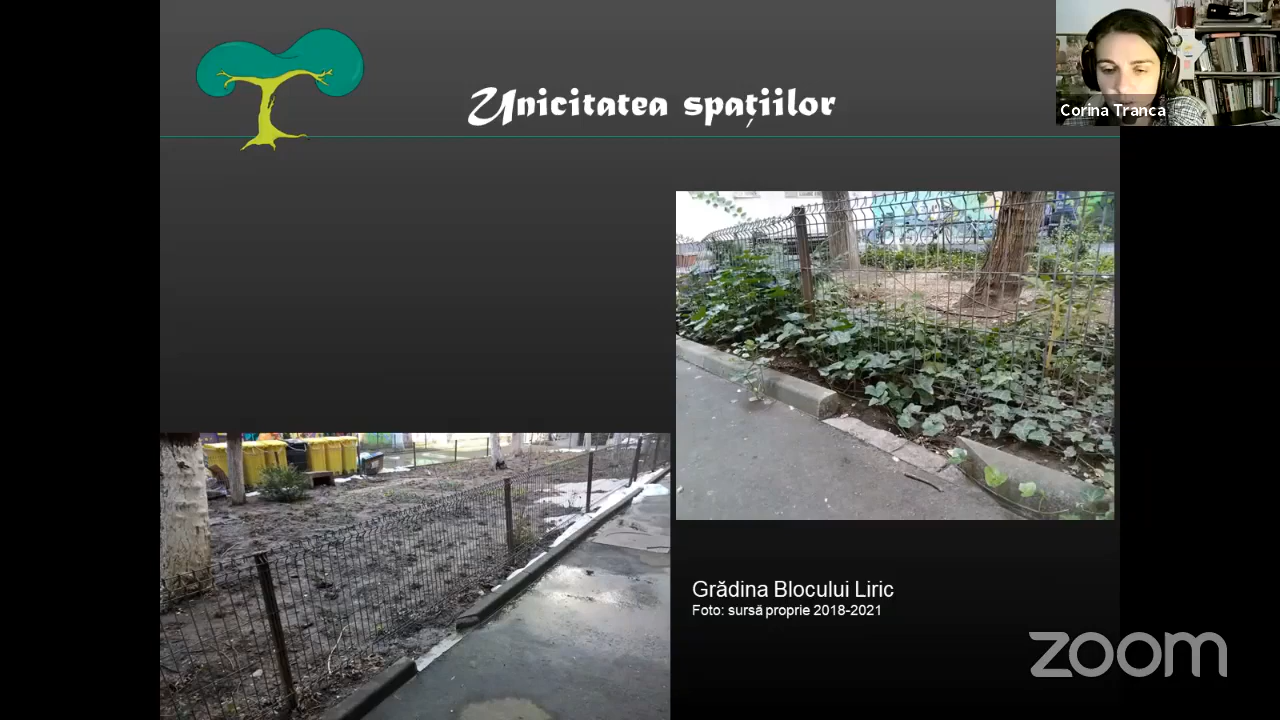 Unicitatea spațiilor
Corina Tranca
Grădina Blocului Liric
Foto: sursă proprie 2018-2021
zoom